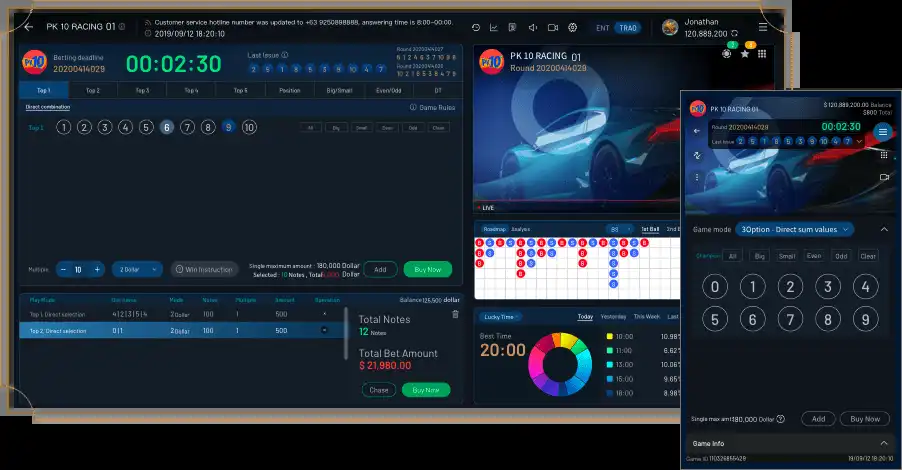 PK 10 RACING 01
Customer service hotline number was updated to +63 9250898888, answering time is 8:00~00:00.
2019/09/12 18:20:10
ENT TRAD
Jonathan
120,889,200
PK10
Betting deadline
20200414029
00:02:30
Last Issue
2 5 1 8 5 3 9 10 4 7
Round 20200414027
Round 20200414028
Top 1 Top 2 Top 3 Top 4 Top 5 Position Big/Small Even/Odd DT
Direct combination
Game Rules
Top 1
1 2 3 4 5 6 7 8 9 10
All Big Small Even Odd Clear
Multiple
− 10 +
2 Dollar
Win Instruction
Single maximum amount : 180,000 Dollar
Selected : 10 Notes , Total
Dollar
Add
Buy Now
Play Mode Mode Notes Multiple Amount Operation
Top 1. Direct selection 4|2|3|5|4 2 Dollar 100 1 500
Top 2. Direct selection 0|1 2 Dollar 100 1 500
Balance 125,500 dollar
Total Notes
12 Notes
Total Bet Amount
$ 21,980.00
Chase
Buy Now
PK 10 RACING 01
Round 20200414028
LIVE
Roadmap Analysis
BS
1st Ball 2nd B
Lucky Time
Today Yesterday This Week Last
Best Time
20:00
10:00 10.98
11:00 6.62
13:00 10.06
15:00 9.65
18:00 8.98
PK10
PK 10 RACING 01
$ 120,889,200.00 Balance
$800 Total
Round 20200414028
00:02:30
Last Issue 2 5 1 8 5 3 9 10 4 7
Game mode
3Option - Direct sum values
Champion All Big Small Even Odd Clear
0 1 2 3 4
5 6 7 8 9
Single max amt 180,000 Dollar
Add
Buy Now
Game Info
Game ID 110326855429
19/09/12 18:20:10